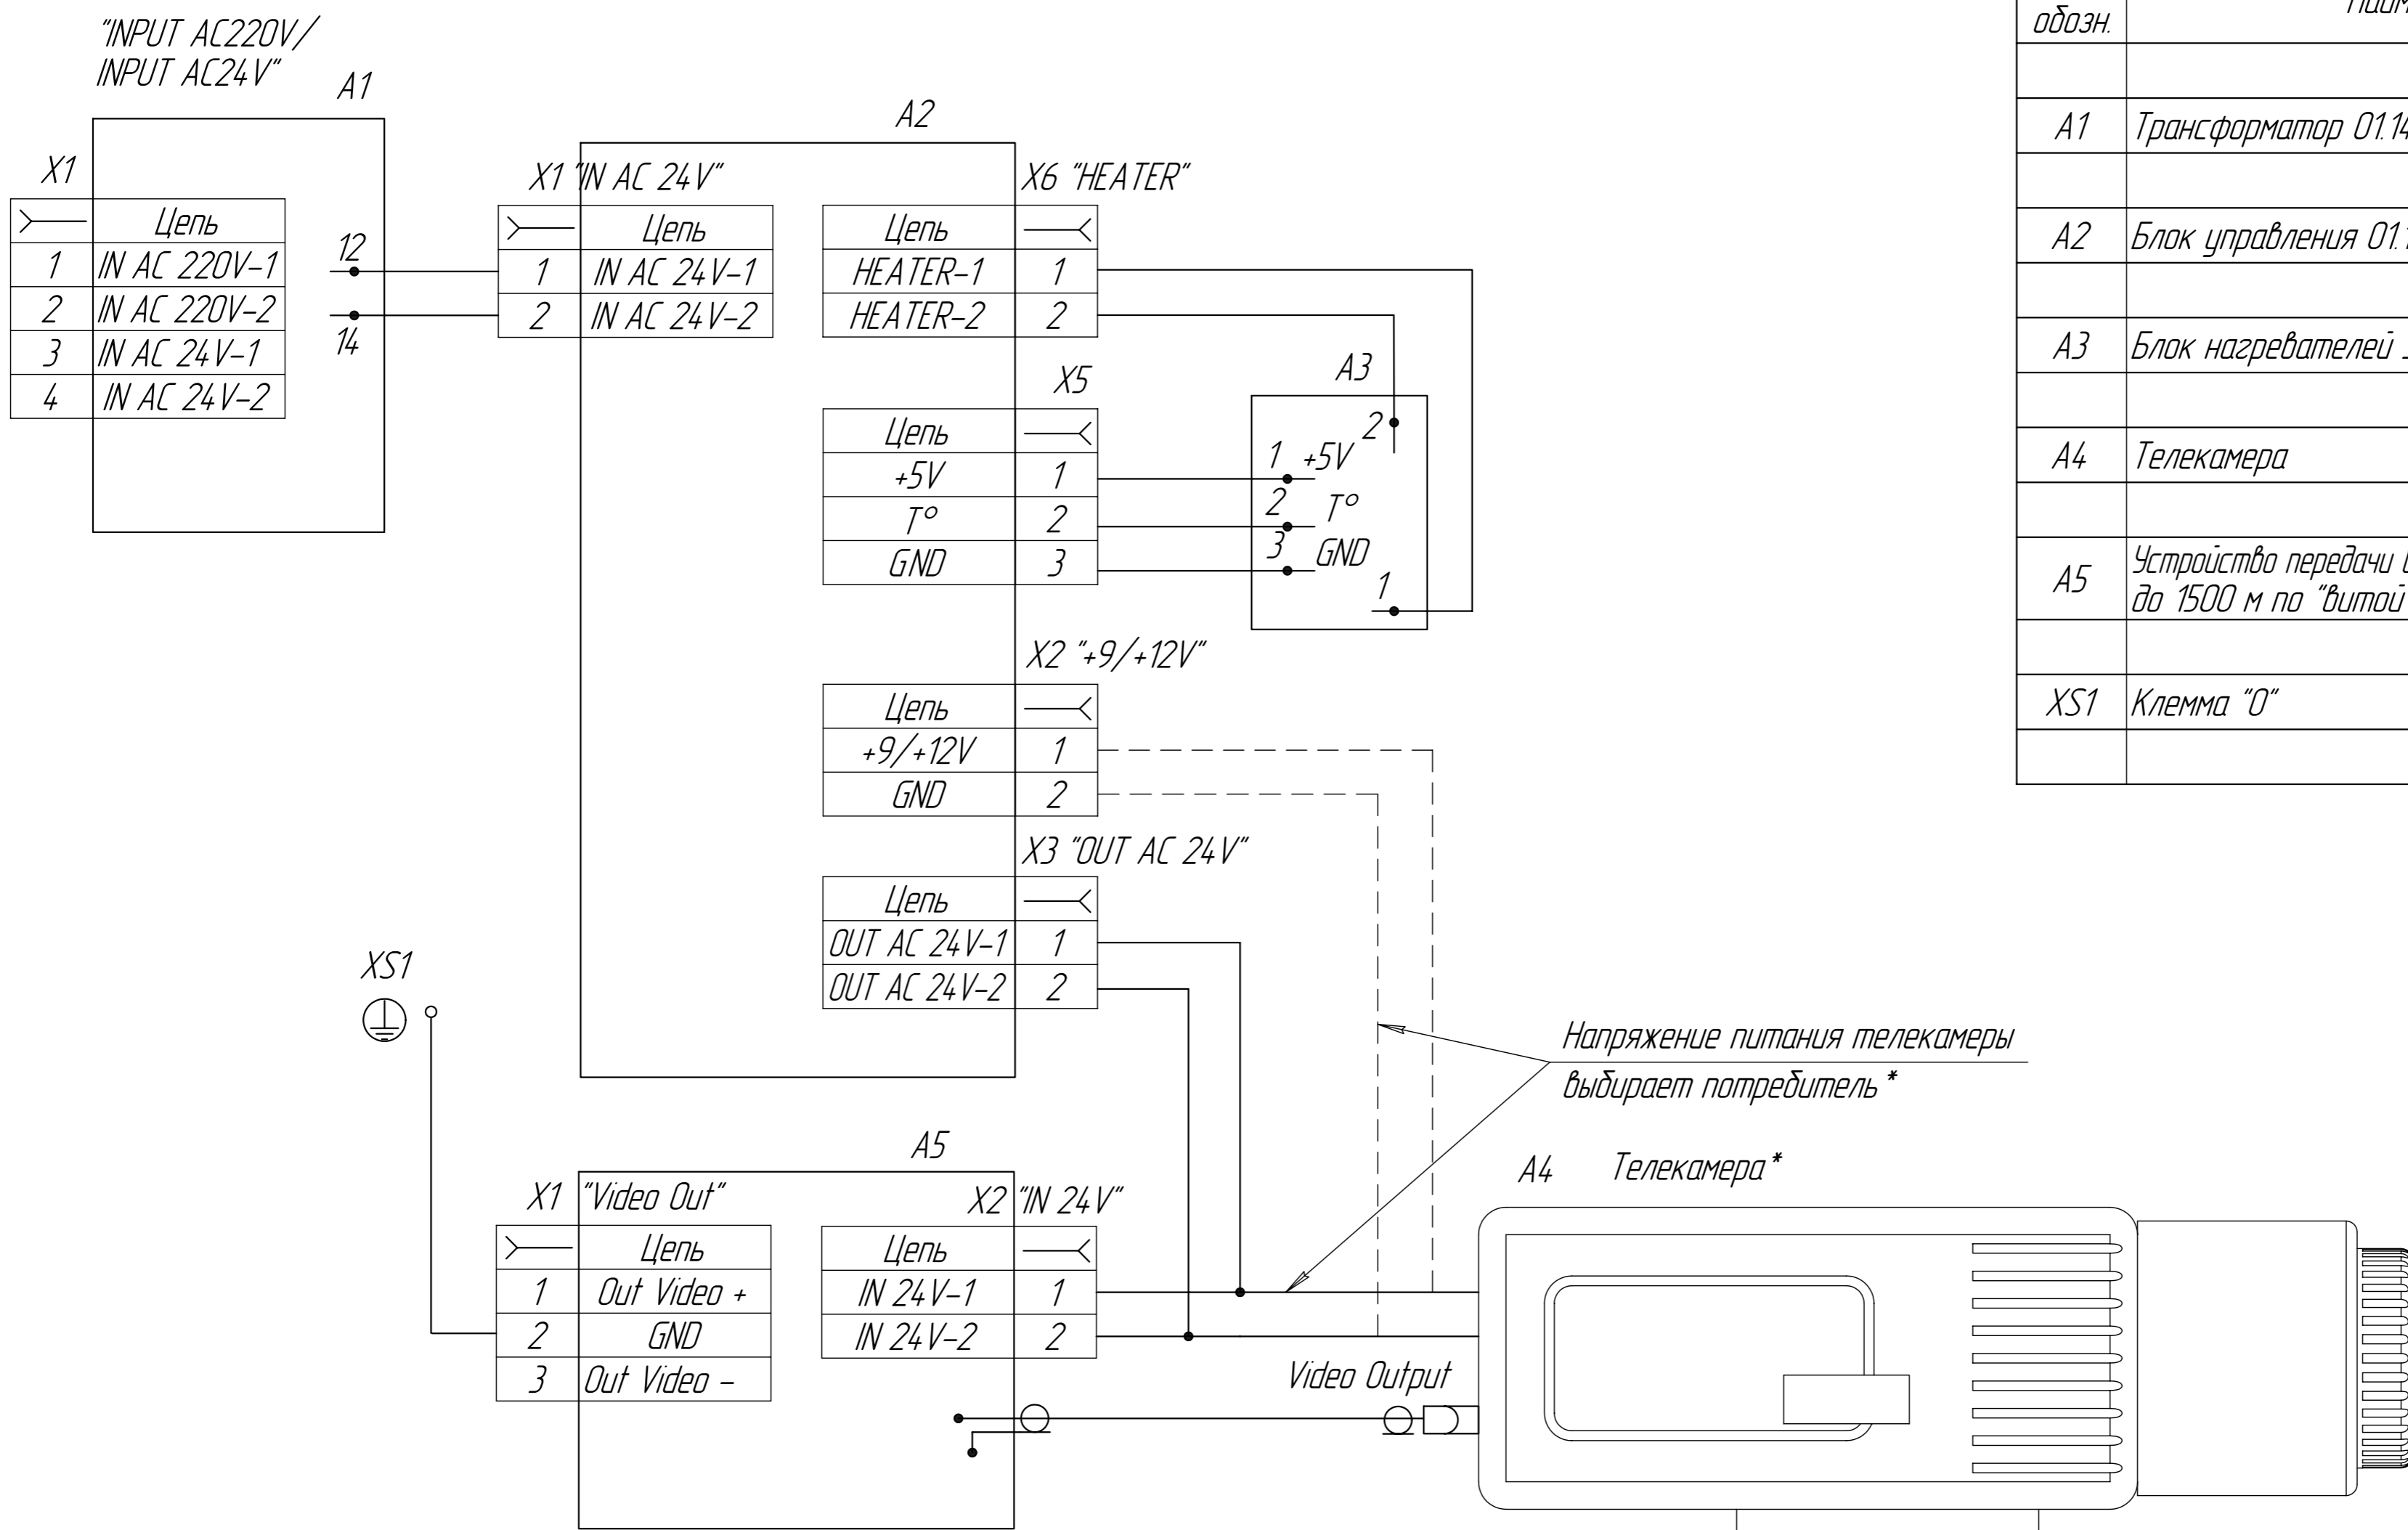 "INPUT AC220V/
INPUT AC24V"
A1
X1
Цепь
1 IN AC 220V-1
2 IN AC 220V-2
3 IN AC 24V-1
4 IN AC 24V-2
12
14
A2
X1 "IN AC 24V"
Цепь
1 IN AC 24V-1
2 IN AC 24V-2
X6 "HEATER"
Цепь
HEATER-1 1
HEATER-2 2
X5
Цепь
+5V 1
T° 2
GND 3
A3
2
1 +5V
2 T°
3 GND
1
X2 "+9/+12V"
Цепь
+9/+12V 1
GND 2
X3 "OUT AC 24V"
Цепь
OUT AC 24V-1 1
OUT AC 24V-2 2
XS1
Напряжение питания телекамеры
выбирает потребитель*
A5
X1 "Video Out"
Цепь
1 Out Video +
2 GND
3 Out Video -
X2 "IN 24V"
Цепь
IN 24V-1 1
IN 24V-2 2
Video Output
A4 Телекамера*
обозн.
A1 Трансформатор 01.14
A2 Блок управления 01.
A3 Блок нагревателей
A4 Телекамера
A5 Устройство передачи
до 1500 м по "витой
XS1 Клемма "0"